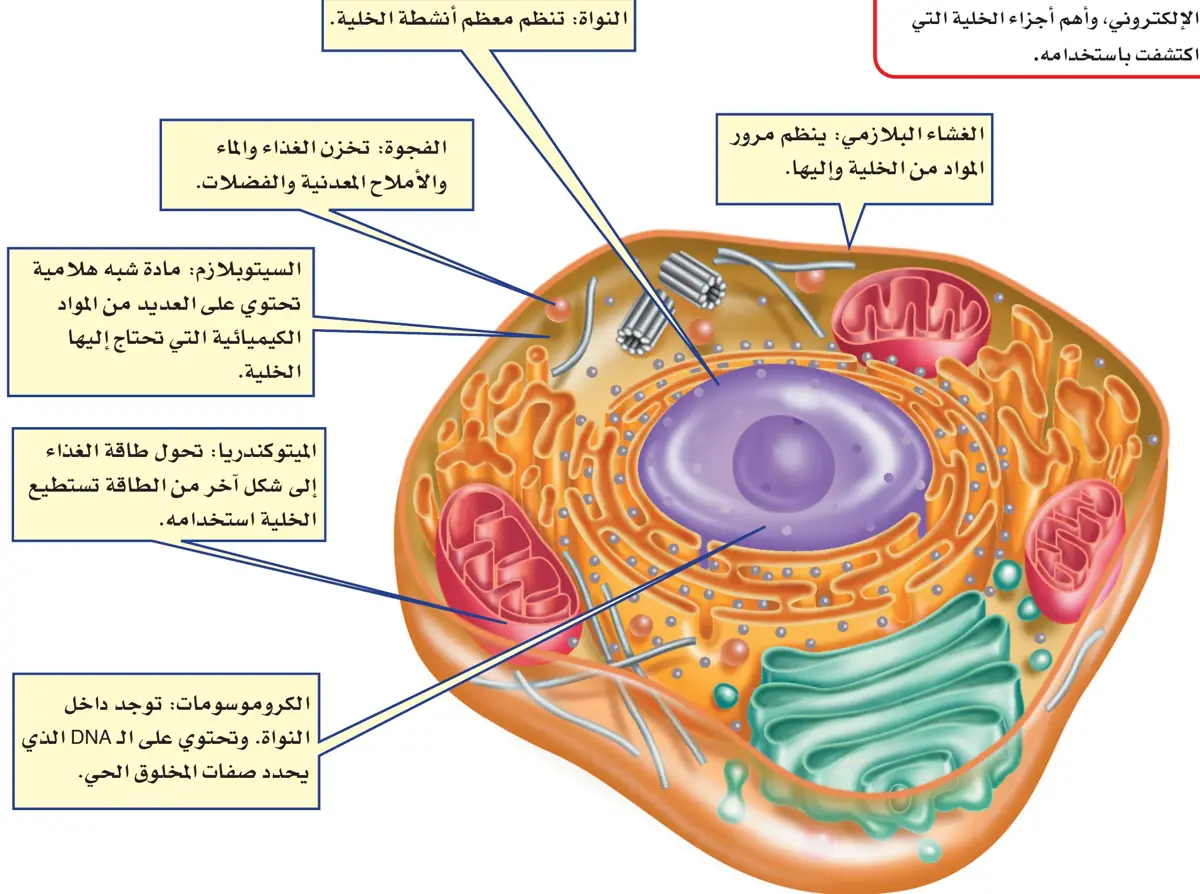 الإلكتروني، وأهم أجزاء الخلية التي
اكتشفت باستخدامه.
النواة: تنظم معظم أنشطة الخلية.
الغشاء البلازمي: ينظم مرور
المواد من الخلية وإليها.
الفجوة: تخزن الغذاء والماء
والأملاح المعدنية والفضلات.
السيتوبلازم: مادة شبه هلامية
تحتوي على العديد من المواد
الكيميائية التي تحتاج إليها
الخلية.
الميتوكندريا: تحول طاقة الغذاء
إلى شكل آخر من الطاقة تستطيع
الخلية استخدامه.
الكروموسومات: توجد داخل
النواة. وتحتوي على الـ DNA الذي
يحدد صفات المخلوق الحي.